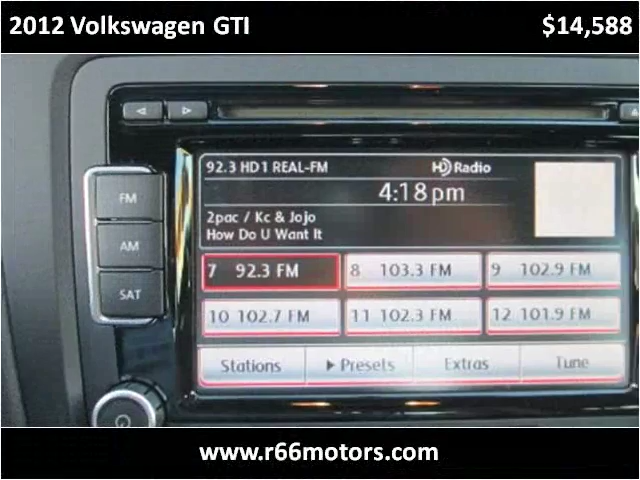 2012 Volkswagen GTI $14,588
FM
AM
SAT
92.3 HD1 REAL-FM HD Radio
4:18 pm
2pac / Kc & Jojo
How Do U Want It
7 92.3 FM 8 103.3 FM 9 102.9 FM
10 102.7 FM 11 102.3 FM 12 101.9 FM
Stations Presets Extras Tune
www.r66motors.com